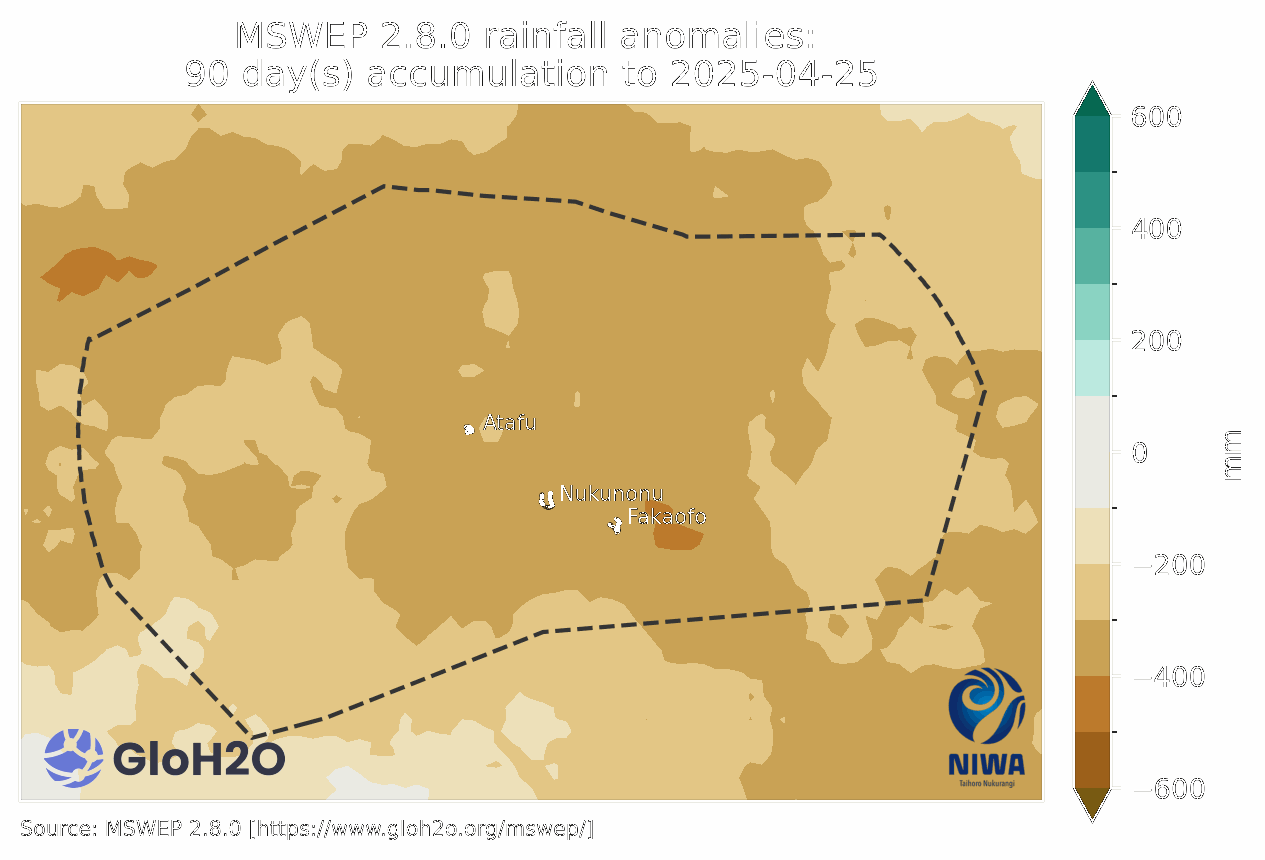 MSWEP 2.8.0 rainfall anomalies:
90 day(s) accumulation to 2025-04-25
600
400
200
0
−200
−400
−600
mm
Atafu
Nukunonu
Fakaofo
GloH2O
NIWA
Taihoro Nukurangi
Source: MSWEP 2.8.0 [https://www.gloh2o.org/mswep/]